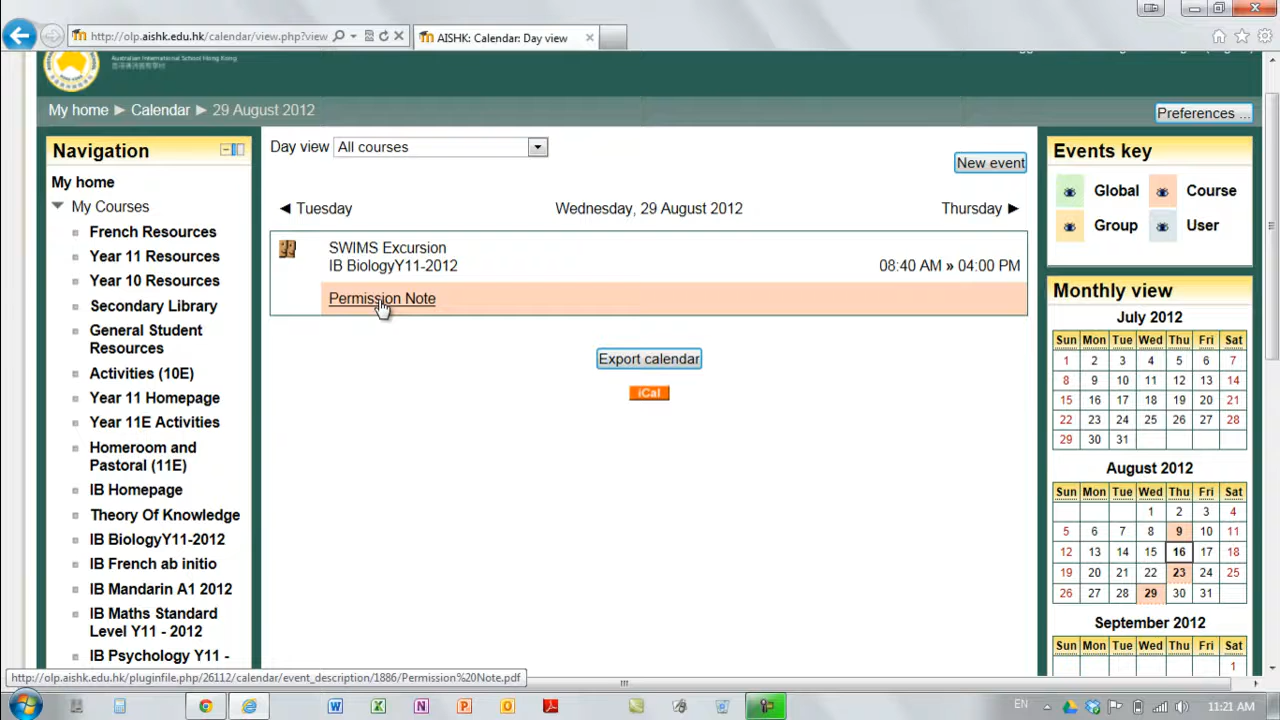 http://olp.aishk.edu.hk/calendar/view.php?view
AISHK: Calendar: Day view
Australian International School Hong Kong
My home ► Calendar ► 29 August 2012
Preferences ...
Navigation
My home
My Courses
French Resources
Year 11 Resources
Year 10 Resources
Secondary Library
General Student
Resources
Activities (10E)
Year 11 Homepage
Year 11E Activities
Homeroom and
Pastoral (11E)
IB Homepage
Theory Of Knowledge
IB BiologyY11-2012
IB French ab initio
IB Mandarin A1 2012
IB Maths Standard
Level Y11 - 2012
IB Psychology Y11 -
Day view All courses
New event
◄ Tuesday Wednesday, 29 August 2012 Thursday ►
SWIMS Excursion
IB BiologyY11-2012 08:40 AM » 04:00 PM
Permission Note
Export calendar
iCal
Events key
Global Course
Group User
Monthly view
July 2012
Sun Mon Tue Wed Thu Fri Sat
1 2 3 4 5 6 7
8 9 10 11 12 13 14
15 16 17 18 19 20 21
22 23 24 25 26 27 28
29 30 31
August 2012
Sun Mon Tue Wed Thu Fri Sat
1 2 3 4
5 6 7 8 9 10 11
12 13 14 15 16 17 18
19 20 21 22 23 24 25
26 27 28 29 30 31
September 2012
Sun Mon Tue Wed Thu Fri Sat
1
http://olp.aishk.edu.hk/pluginfile.php/26112/calendar/event_description/1886/Permission%20Note.pdf
EN 11:21 AM